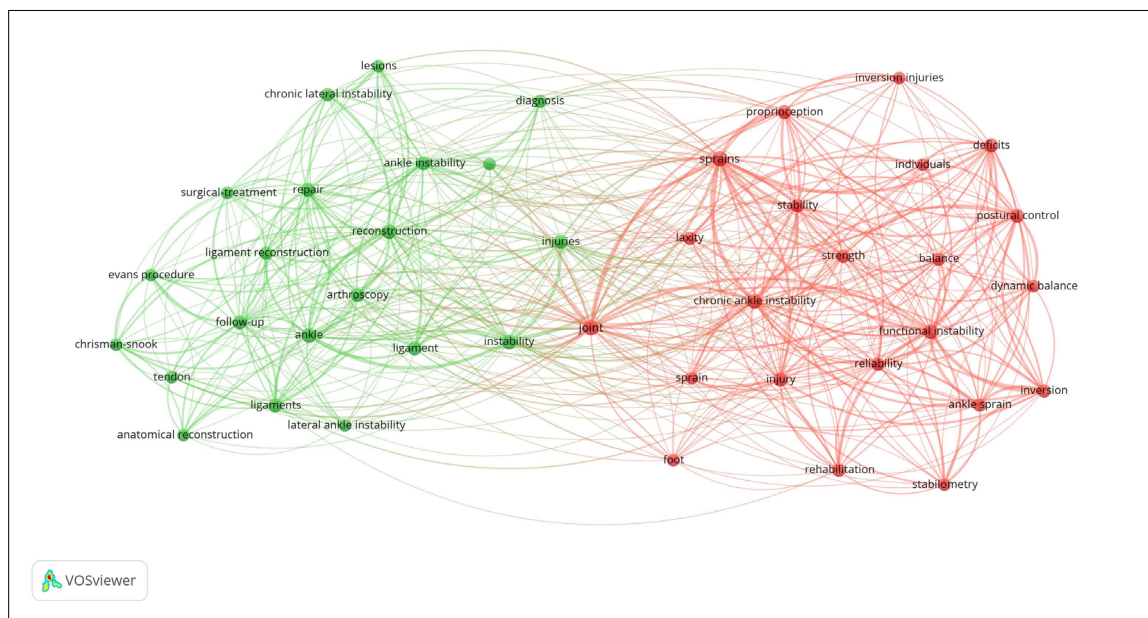 lesions
inversion injuries
chronic lateral instability
diagnosis
proprioception
deficits
sprains
ankle instability
individuals
surgical-treatment
repair
stability
postural control
reconstruction
laxity
injuries
ligament reconstruction
strength
balance
evans procedure
dynamic balance
arthroscopy
chronic ankle instability
follow-up
joint
functional instability
ankle
instability
chrisman-snook
ligament
reliability
tendon
sprain
injury
inversion
ligaments
ankle sprain
lateral ankle instability
anatomical reconstruction
foot
rehabilitation
stabilometry
VOSviewer